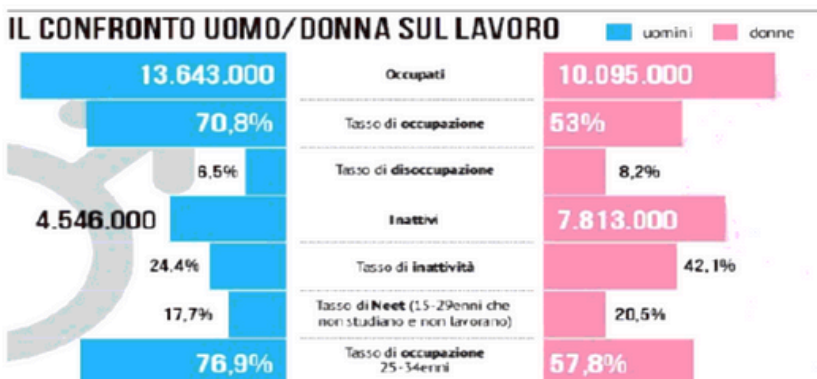 IL CONFRONTO UOMO/DONNA SUL LAVORO
uomini donne
13.643.000 Occupati 10.095.000
70,8% Tasso di occupazione 53%
6,5% Tasso di disoccupazione 8,2%
4.546.000 Inattivi 7.813.000
24,4% Tasso di inattività 42,1%
17,7% Tasso di Neet (15-29enni che
non studiano e non lavorano) 20,5%
76,9% Tasso di occupazione
25-34enni 57,8%